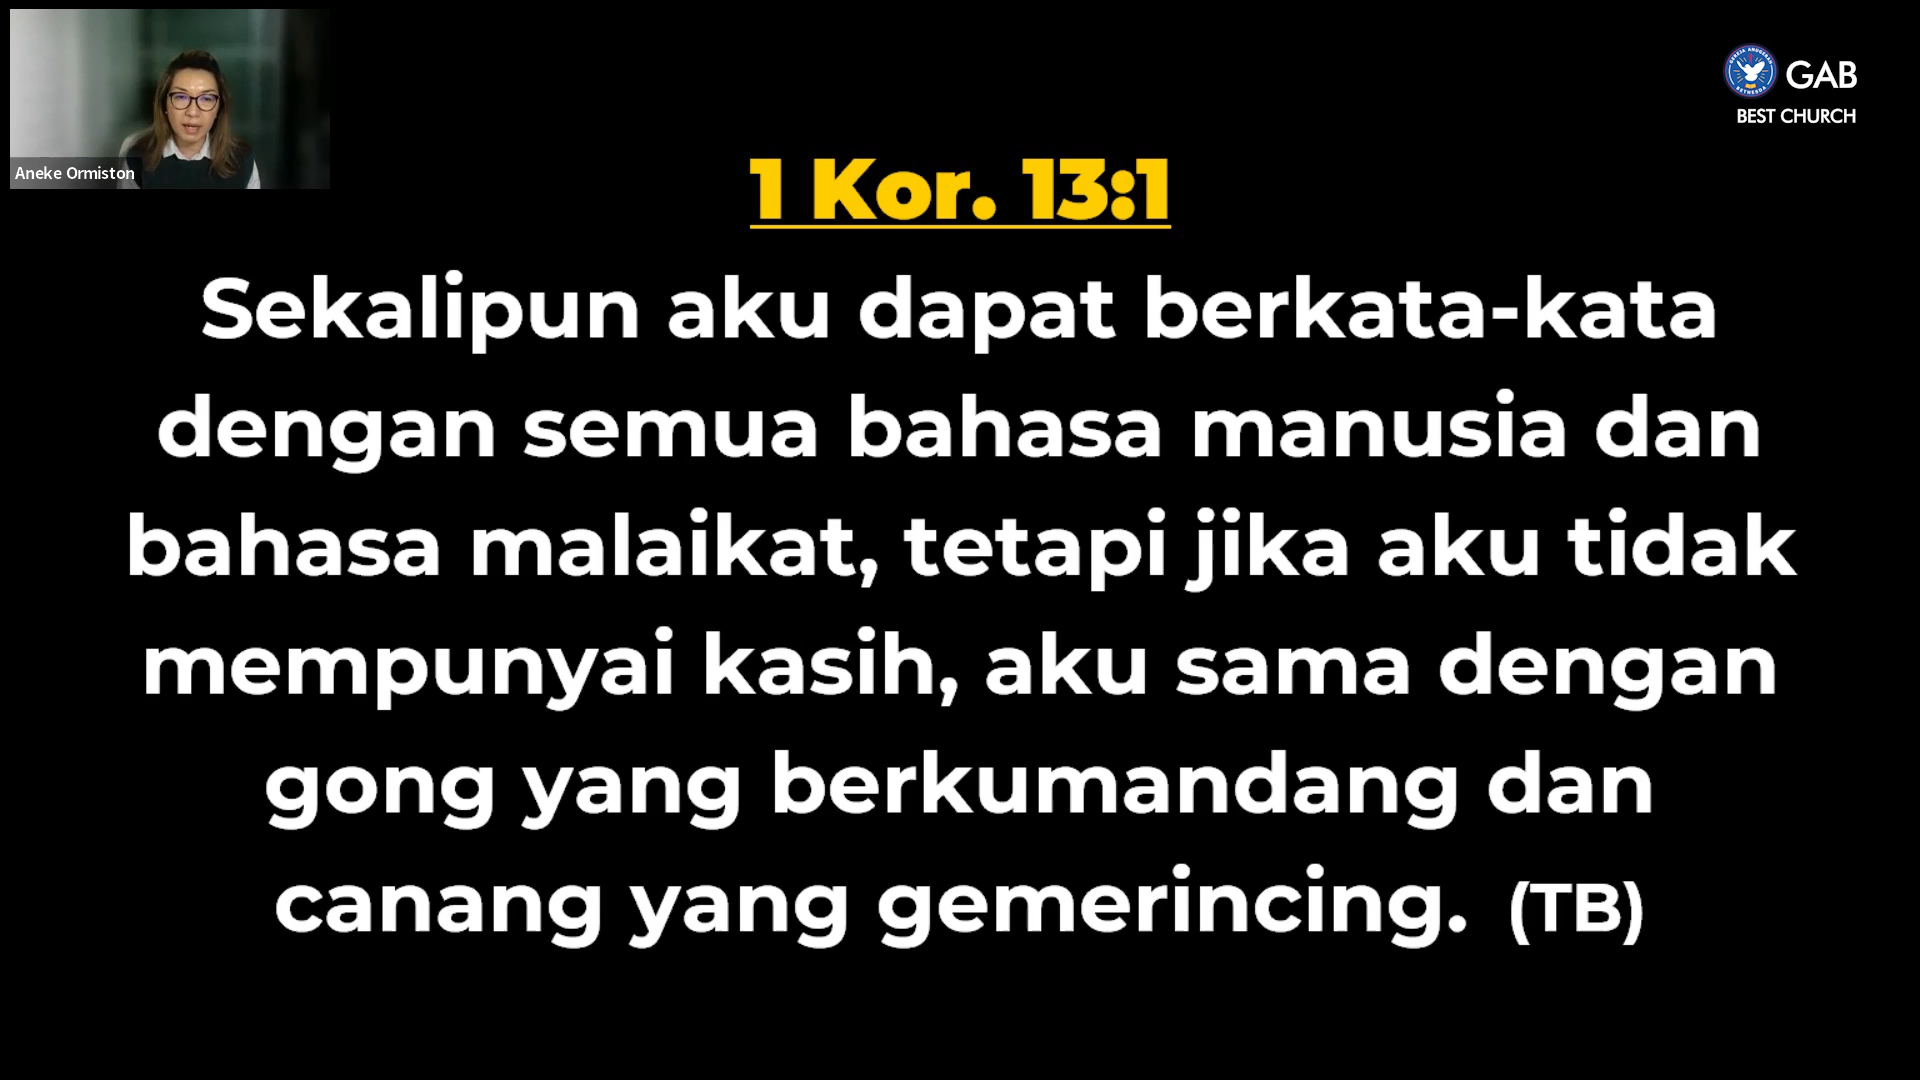 Aneke Ormiston
GAB
BEST CHURCH
1 Kor. 13:1
Sekalipun aku dapat berkata-kata
dengan semua bahasa manusia dan
bahasa malaikat, tetapi jika aku tidak
mempunyai kasih, aku sama dengan
gong yang berkumandang dan
canang yang gemerincing. (TB)